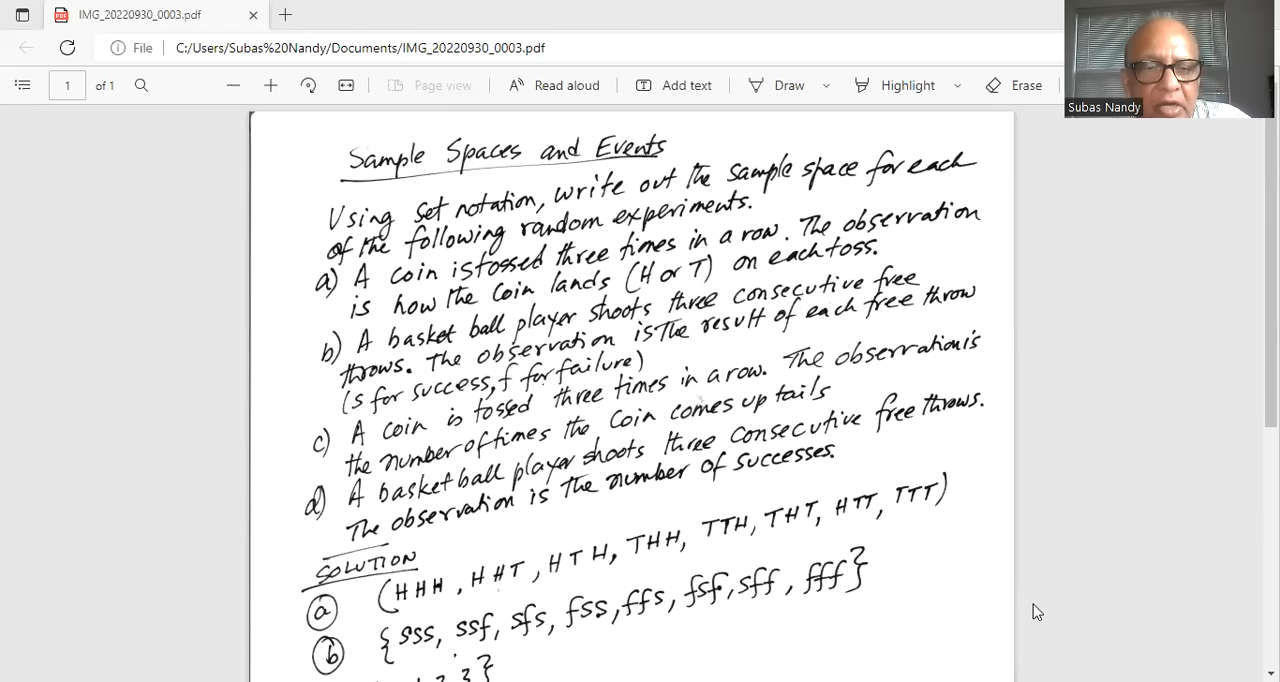 IMG_20220930_0003.pdf
File C:/Users/Subas%20Nandy/Documents/IMG_20220930_0003.pdf
1 of 1 Page view Read aloud Add text Draw Highlight Erase
Subas Nandy
Sample Spaces and Events
Using set notation, write out the sample space for each
of the following random experiments.
a) A coin is tossed three times in a row. The observation
is how the coin lands (H or T) on each toss.
b) A basket ball player shoots three consecutive free
throws. The observation is the result of each free throw
(s for success, f for failure)
c) A coin is tossed three times in a row. The observation is
the number of times the coin comes up tails
d) A basketball player shoots three consecutive free throws.
The observation is the number of successes.
SOLUTION
a (HHH, HHT, HTH, THH, TTH, THT, HTT, TTT)
b {sss, ssf, sfs, fss, ffs, fsf, sff, fff}